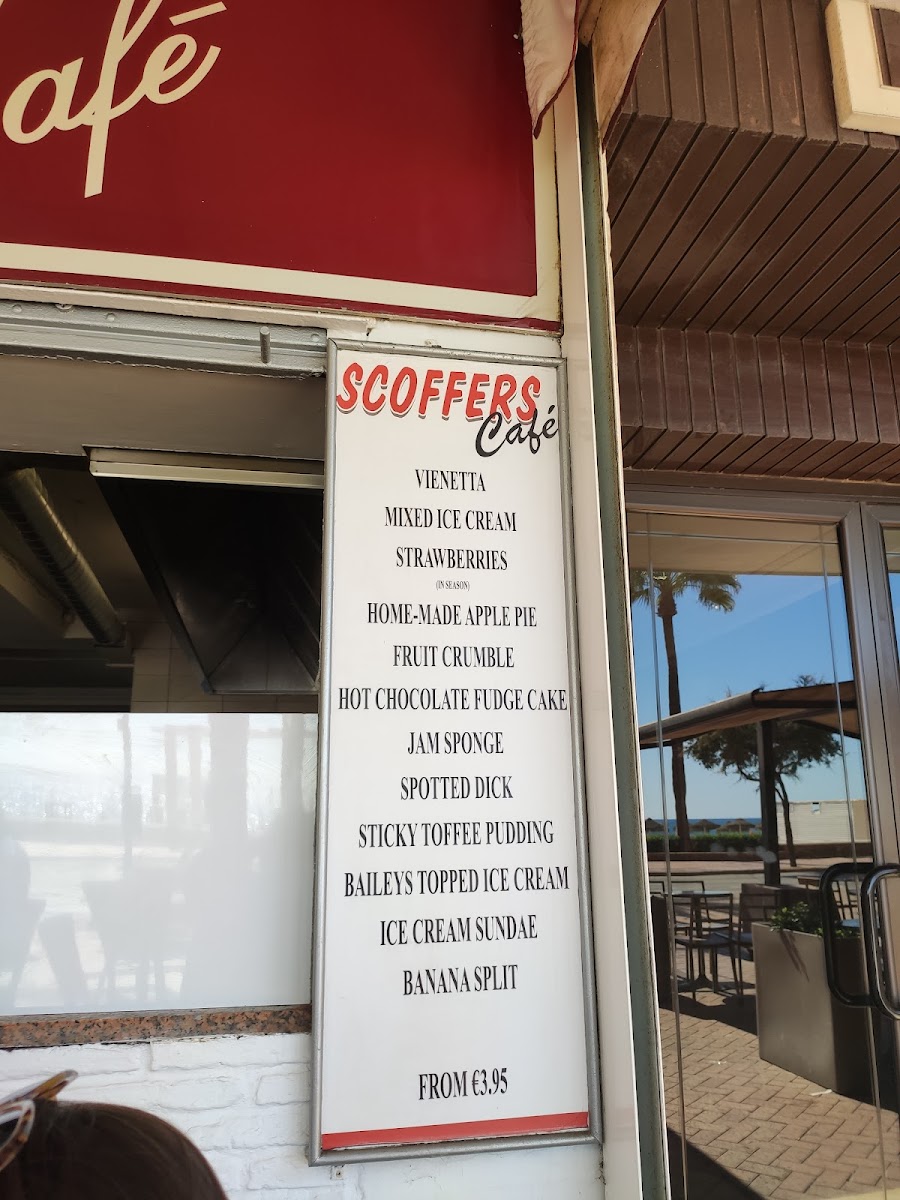 afé
SCOFFERS
Café
VIENETTA
MIXED ICE CREAM
STRAWBERRIES
(IN SEASON)
HOME-MADE APPLE PIE
FRUIT CRUMBLE
HOT CHOCOLATE FUDGE CAKE
JAM SPONGE
SPOTTED DICK
STICKY TOFFEE PUDDING
BAILEYS TOPPED ICE CREAM
ICE CREAM SUNDAE
BANANA SPLIT
FROM €3.95